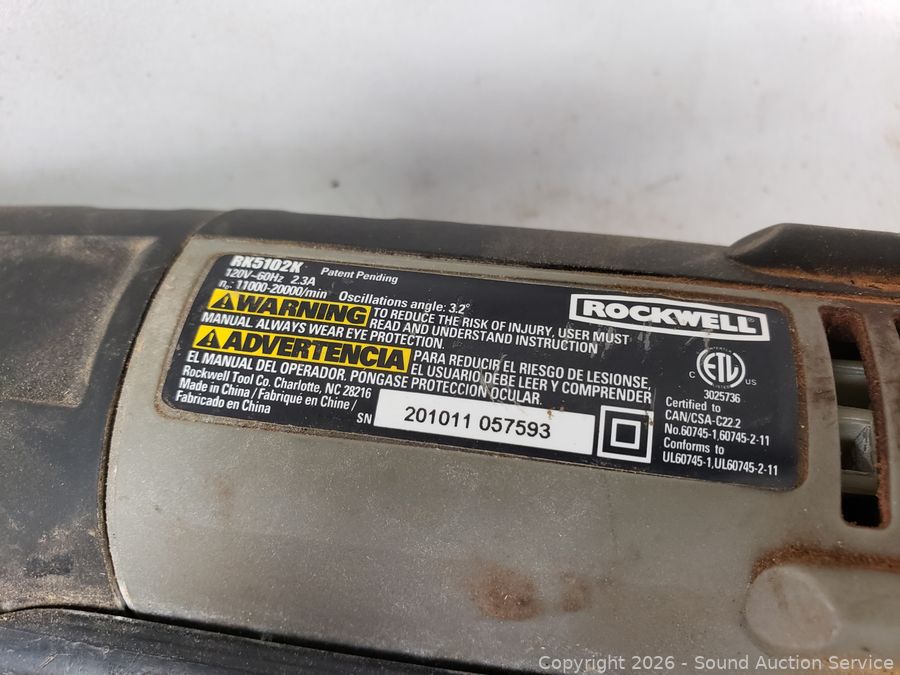 RK5102K
120V~60Hz 2.3A Patent Pending
n₀: 11000-20000/min Oscillations angle: 3.2°
WARNING TO REDUCE THE RISK OF INJURY, USER MUST
READ AND UNDERSTAND INSTRUCTION
MANUAL ALWAYS WEAR EYE PROTECTION.
ADVERTENCIA PARA REDUCIR EL RIESGO DE LESIONSE,
EL USUARIO DEBE LEER Y COMPRENDER
EL MANUAL DEL OPERADOR. PONGASE PROTECCION OCULAR.
Rockwell Tool Co. Charlotte, NC 28216
Made in China / Fabriqué en Chine /
Fabricado en China
SN 201011 057593
ROCKWELL
INTERTEK
C ETL US
3025736
Certified to
CAN/CSA-C22.2
No.60745-1,60745-2-11
Conforms to
UL60745-1,UL60745-2-11
Copyright © 2026 - Sound Auction Service